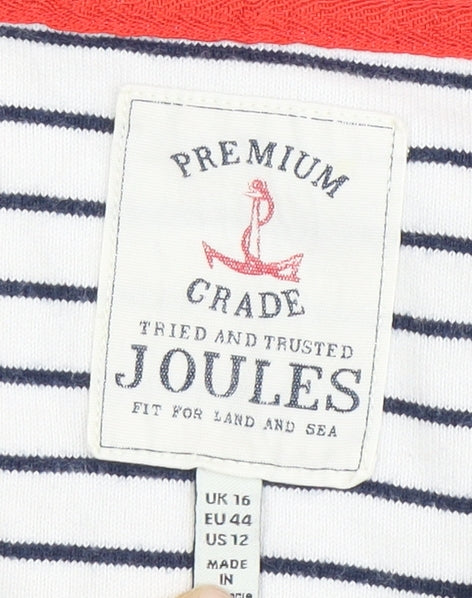 PREMIUM
GRADE
TRIED AND TRUSTED
JOULES
FIT FOR LAND AND SEA
UK 16
EU 44
US 12
MADE
IN